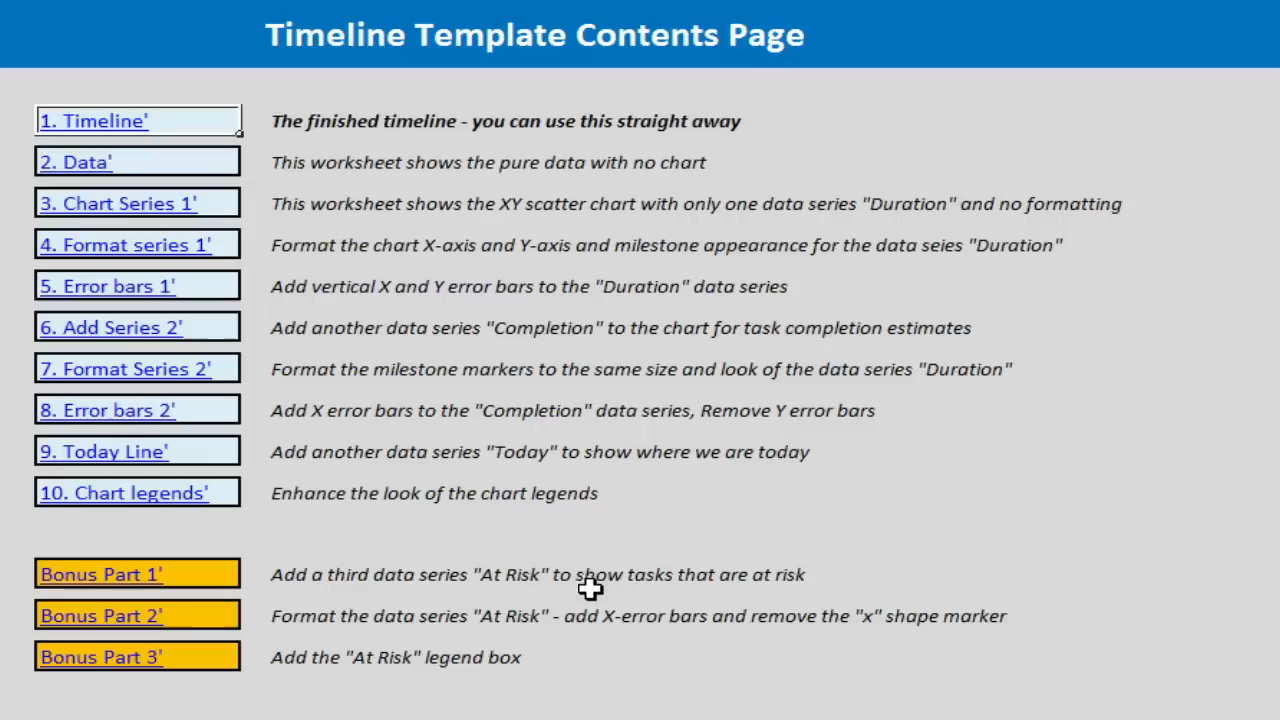 Timeline Template Contents Page
1. Timeline' The finished timeline - you can use this straight away
2. Data' This worksheet shows the pure data with no chart
3. Chart Series 1' This worksheet shows the XY scatter chart with only one data series "Duration" and no formatting
4. Format series 1' Format the chart X-axis and Y-axis and milestone appearance for the data seies "Duration"
5. Error bars 1' Add vertical X and Y error bars to the "Duration" data series
6. Add Series 2' Add another data series "Completion" to the chart for task completion estimates
7. Format Series 2' Format the milestone markers to the same size and look of the data series "Duration"
8. Error bars 2' Add X error bars to the "Completion" data series, Remove Y error bars
9. Today Line' Add another data series "Today" to show where we are today
10. Chart legends' Enhance the look of the chart legends
Bonus Part 1' Add a third data series "At Risk" to show tasks that are at risk
Bonus Part 2' Format the data series "At Risk" - add X-error bars and remove the "x" shape marker
Bonus Part 3' Add the "At Risk" legend box